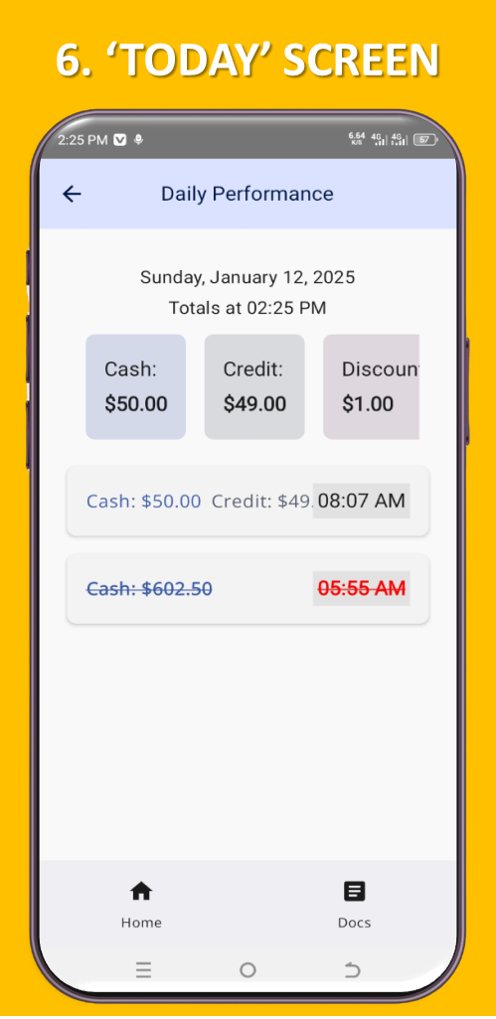 6. ‘TODAY’ SCREEN
2:25 PM 6.64 K/S 4G 4G 57
Daily Performance
Sunday, January 12, 2025
Totals at 02:25 PM
Cash: Credit: Discoun
$50.00 $49.00 $1.00
Cash: $50.00 Credit: $49. 08:07 AM
Cash: $602.50 05:55 AM
Home Docs